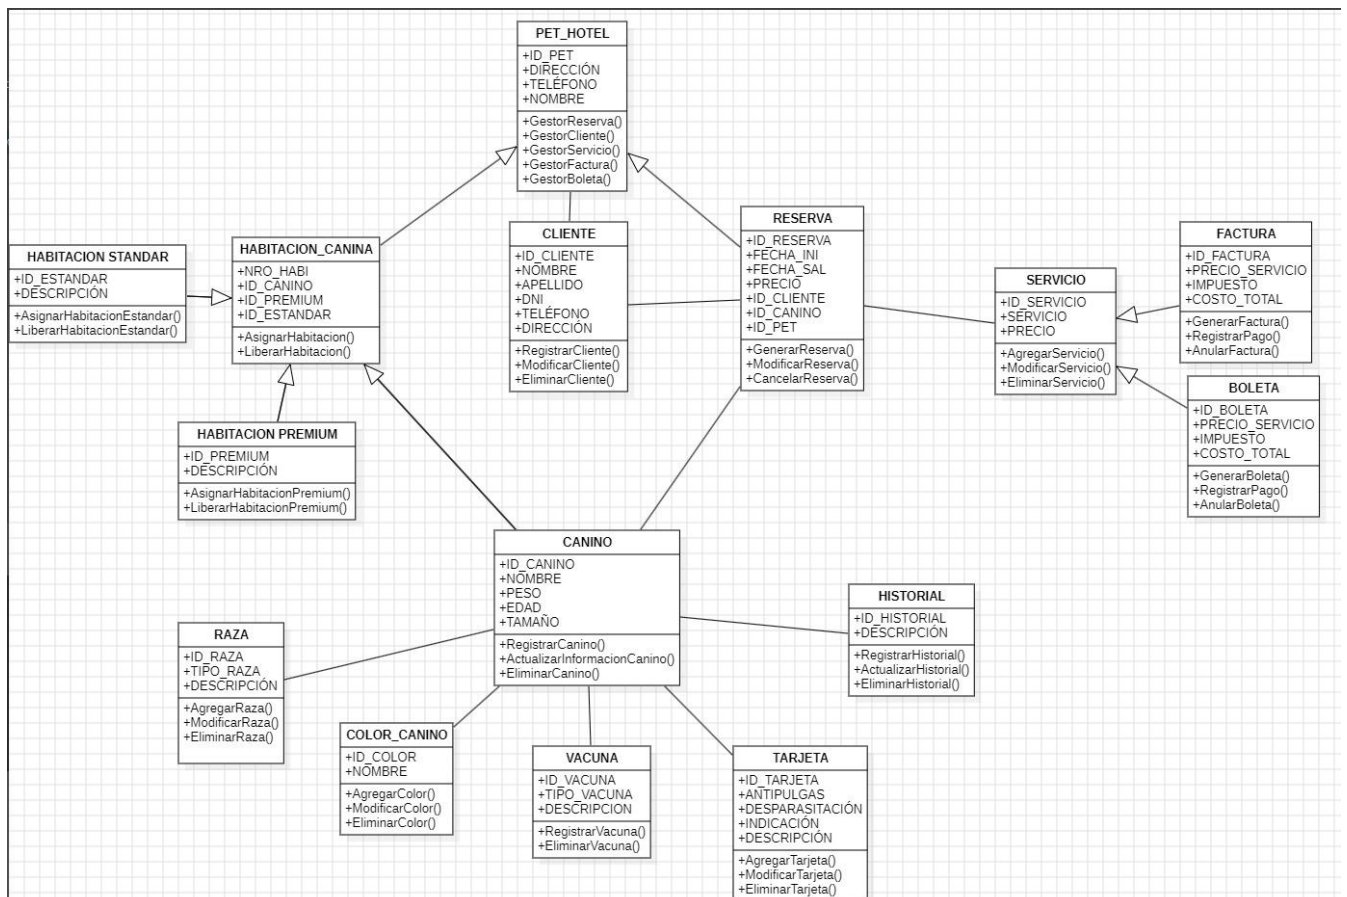 PET_HOTEL
+ID_PET
+DIRECCIÓN
+TELÉFONO
+NOMBRE
+GestorReserva()
+GestorCliente()
+GestorServicio()
+GestorFactura()
+GestorBoleta()
HABITACION STANDAR
+ID_ESTANDAR
+DESCRIPCIÓN
+AsignarHabitacionEstandar()
+LiberarHabitacionEstandar()
HABITACION_CANINA
+NRO_HABI
+ID_CANINO
+ID_PREMIUM
+ID_ESTANDAR
+AsignarHabitacion()
+LiberarHabitacion()
CLIENTE
+ID_CLIENTE
+NOMBRE
+APELLIDO
+DNI
+TELÉFONO
+DIRECCIÓN
+RegistrarCliente()
+ModificarCliente()
+EliminarCliente()
RESERVA
+ID_RESERVA
+FECHA_INI
+FECHA_SAL
+PRECIO
+ID_CLIENTE
+ID_CANINO
+ID_PET
+GenerarReserva()
+ModificarReserva()
+CancelarReserva()
SERVICIO
+ID_SERVICIO
+SERVICIO
+PRECIO
+AgregarServicio()
+ModificarServicio()
+EliminarServicio()
FACTURA
+ID_FACTURA
+PRECIO_SERVICIO
+IMPUESTO
+COSTO_TOTAL
+GenerarFactura()
+RegistrarPago()
+AnularFactura()
BOLETA
+ID_BOLETA
+PRECIO_SERVICIO
+IMPUESTO
+COSTO_TOTAL
+GenerarBoleta()
+RegistrarPago()
+AnularBoleta()
HABITACION PREMIUM
+ID_PREMIUM
+DESCRIPCIÓN
+AsignarHabitacionPremium()
+LiberarHabitacionPremium()
CANINO
+ID_CANINO
+NOMBRE
+PESO
+EDAD
+TAMAÑO
+RegistrarCanino()
+ActualizarInformacionCanino()
+EliminarCanino()
HISTORIAL
+ID_HISTORIAL
+DESCRIPCIÓN
+RegistrarHistorial()
+ActualizarHistorial()
+EliminarHistorial()
RAZA
+ID_RAZA
+TIPO_RAZA
+DESCRIPCIÓN
+AgregarRaza()
+ModificarRaza()
+EliminarRaza()
COLOR_CANINO
+ID_COLOR
+NOMBRE
+AgregarColor()
+ModificarColor()
+EliminarColor()
VACUNA
+ID_VACUNA
+TIPO_VACUNA
+DESCRIPCION
+RegistrarVacuna()
+EliminarVacuna()
TARJETA
+ID_TARJETA
+ANTIPULGAS
+DESPARASITACIÓN
+INDICACIÓN
+DESCRIPCIÓN
+AgregarTarjeta()
+ModificarTarjeta()
+EliminarTarjeta()